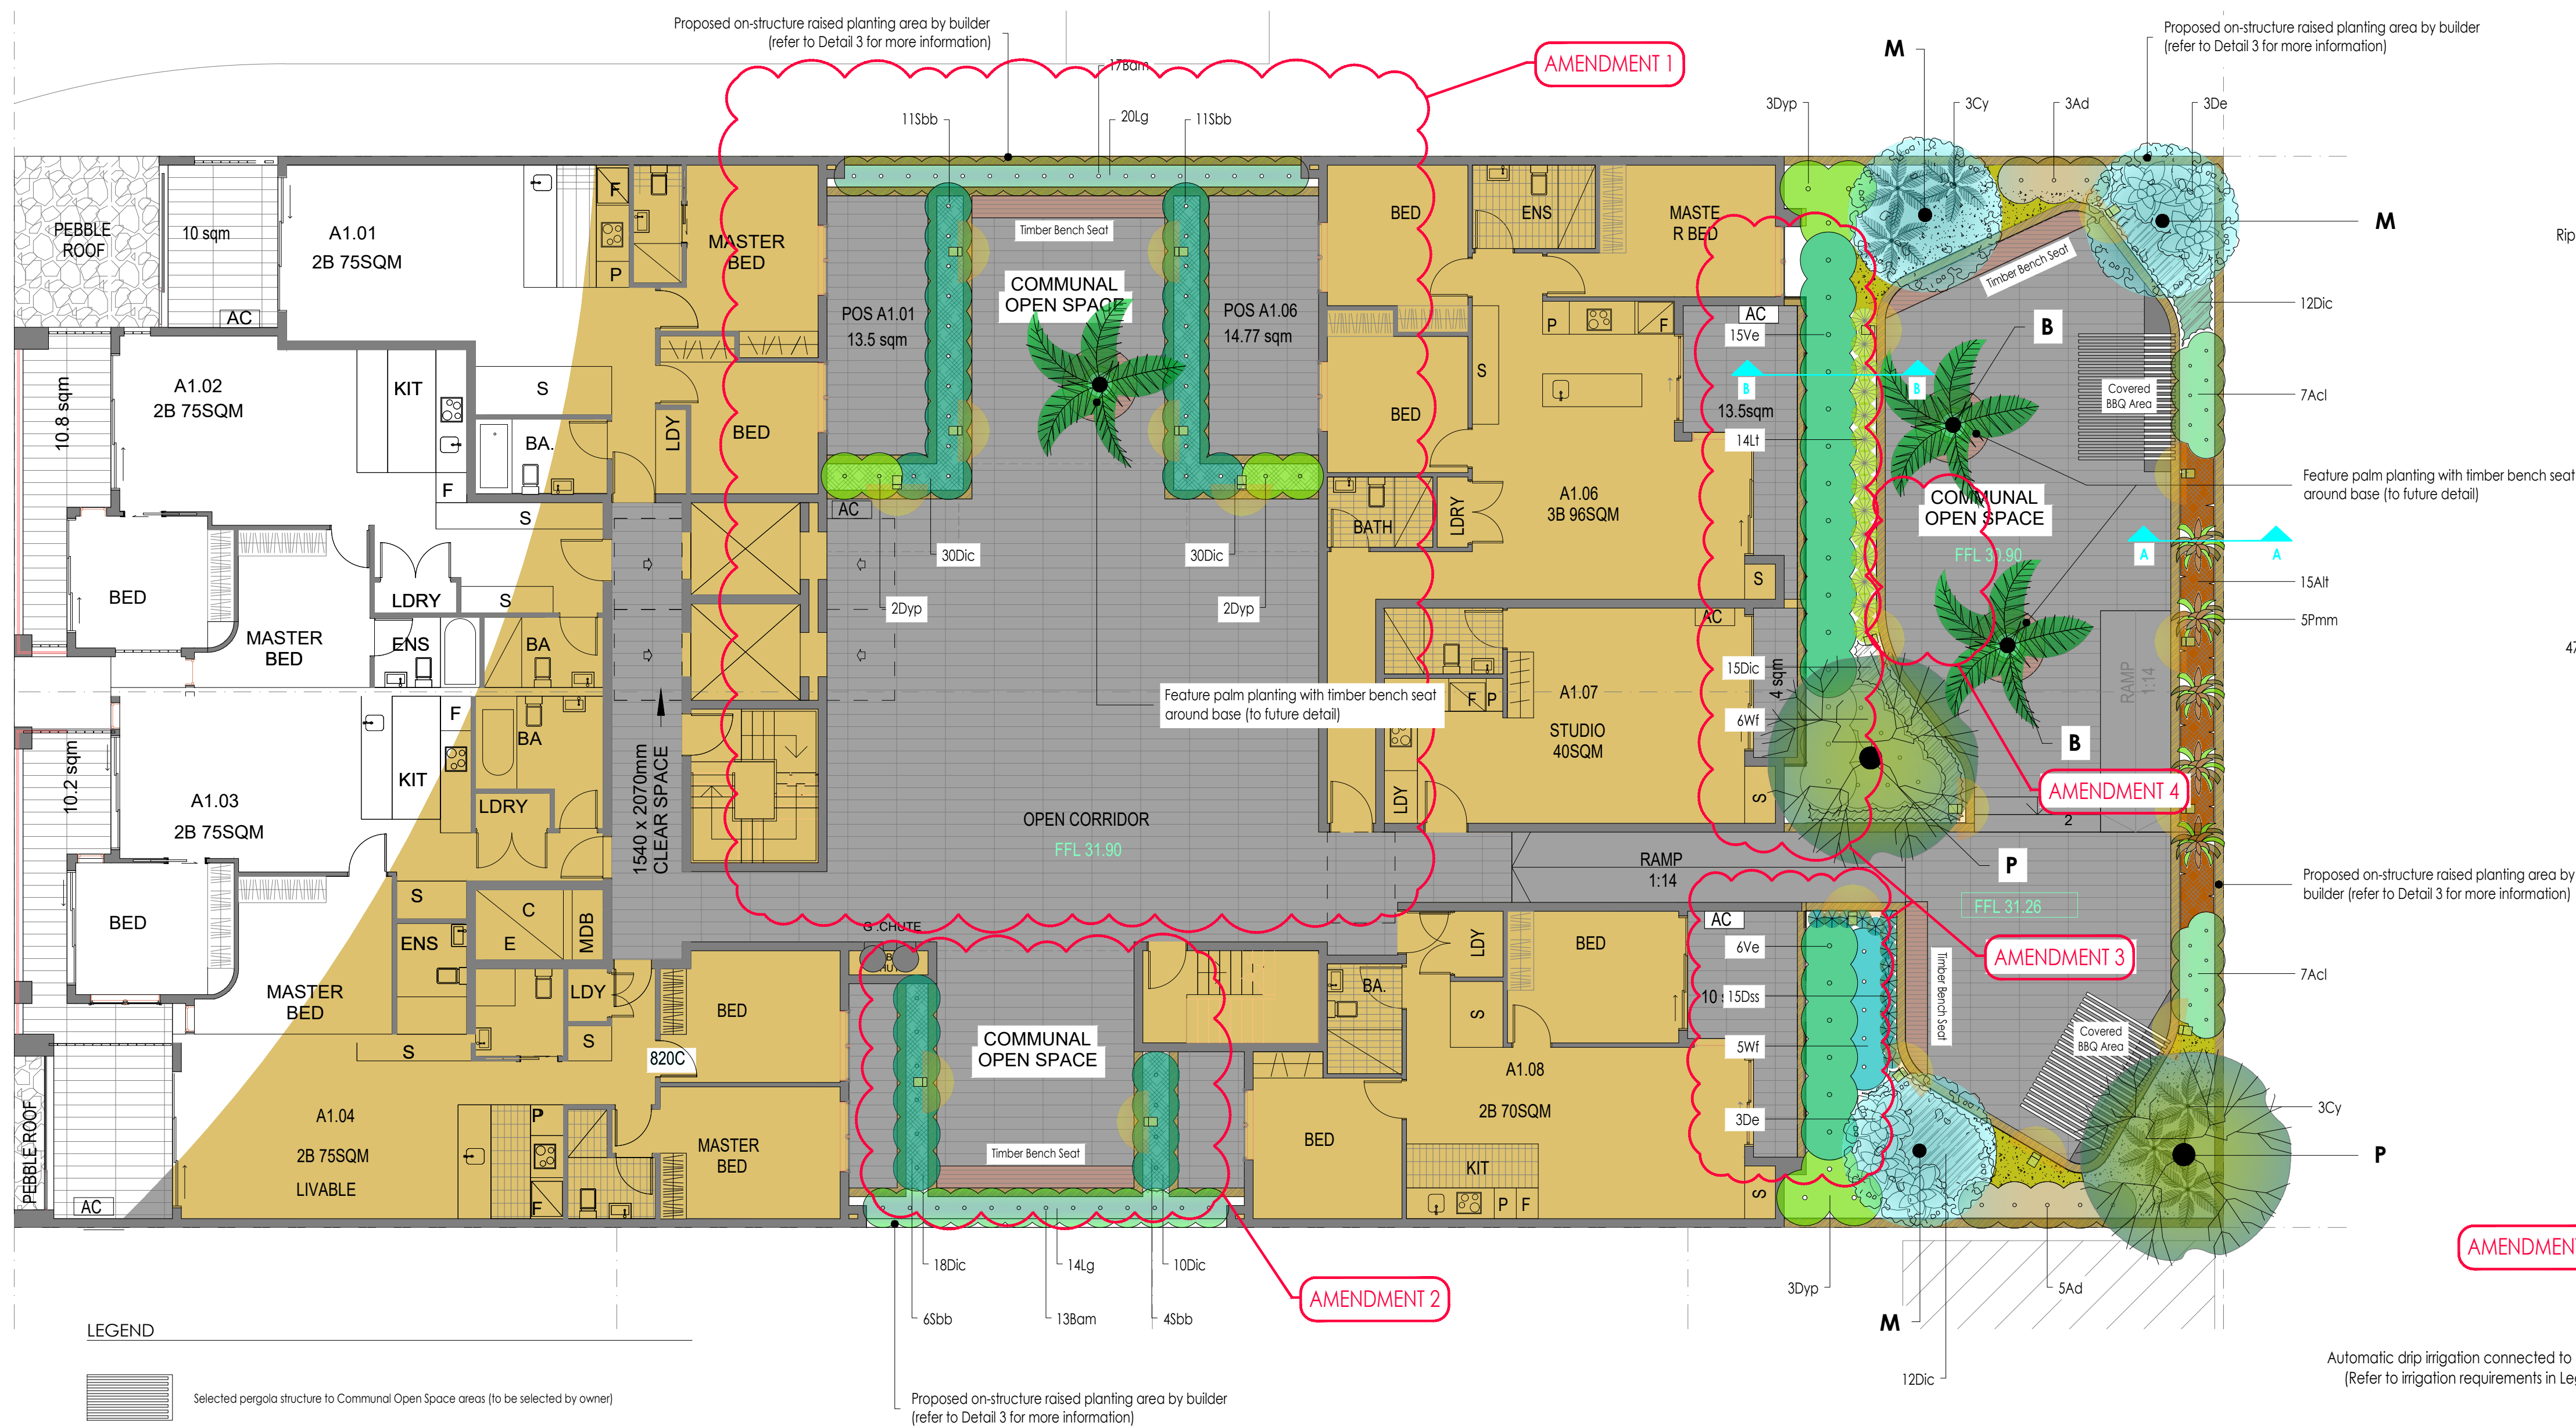 Proposed on-structure raised planting area by builder
(refer to Detail 3 for more information)
17Bam
AMENDMENT 1
M
Proposed on-structure raised planting area by builder
(refer to Detail 3 for more information)
11Sbb
20Lg
11Sbb
3Dyp
3Cy
3Ad
3De
PEBBLE
ROOF
10 sqm
A1.01
2B 75SQM
AC
F
P
MASTER
BED
Timber Bench Seat
COMMUNAL
OPEN SPACE
POS A1.01
13.5 sqm
POS A1.06
14.77 sqm
BED
ENS
MASTE
R BED
Timber Bench Seat
M
Rip
12Dic
B
10.8 sqm
A1.02
2B 75SQM
KIT
S
BA.
F
S
LDY
BED
BED
S
P
F
AC
15Ve
B
B
13.5sqm
14Lt
Covered
BBQ Area
7Acl
AC
30Dic
30Dic
2Dyp
2Dyp
BATH
LDRY
A1.06
3B 96SQM
S
COMMUNAL
OPEN SPACE
FFL 30.90
Feature palm planting with timber bench seat
around base (to future detail)
A
A
15Alt
5Pmm
47
BED
LDRY
S
MASTER
BED
ENS
BA
AC
15Dic
4 sqm
6Wf
A1.07
STUDIO
40SQM
F P
LDY
S
Feature palm planting with timber bench seat
around base (to future detail)
RAMP
1:14
B
AMENDMENT 4
2
10.2 sqm
A1.03
2B 75SQM
F
KIT
BA
LDRY
1540 x 2070mm
CLEAR SPACE
OPEN CORRIDOR
FFL 31.90
RAMP
1:14
P
Proposed on-structure raised planting area by
builder (refer to Detail 3 for more information)
FFL 31.26
AMENDMENT 3
BED
S
C
E
MDB
ENS
MASTER
BED
S
LDY
S
BED
820C
G .CHUTE
COMMUNAL
OPEN SPACE
Timber Bench Seat
BA.
LDY
S
BED
AC
6Ve
10
15Dss
5Wf
3De
Timber Bench Seat
Covered
BBQ Area
7Acl
A1.08
2B 70SQM
BED
KIT
P F
S
3Cy
P
PEBBLE ROOF
AC
A1.04
2B 75SQM
LIVABLE
P
F
MASTER
BED
18Dic
14Lg
10Dic
6Sbb
13Bam
4Sbb
AMENDMENT 2
3Dyp
M
5Ad
12Dic
AMENDMEN
LEGEND
Selected pergola structure to Communal Open Space areas (to be selected by owner)
Proposed on-structure raised planting area by builder
(refer to Detail 3 for more information)
Automatic drip irrigation connected to
(Refer to irrigation requirements in Leg